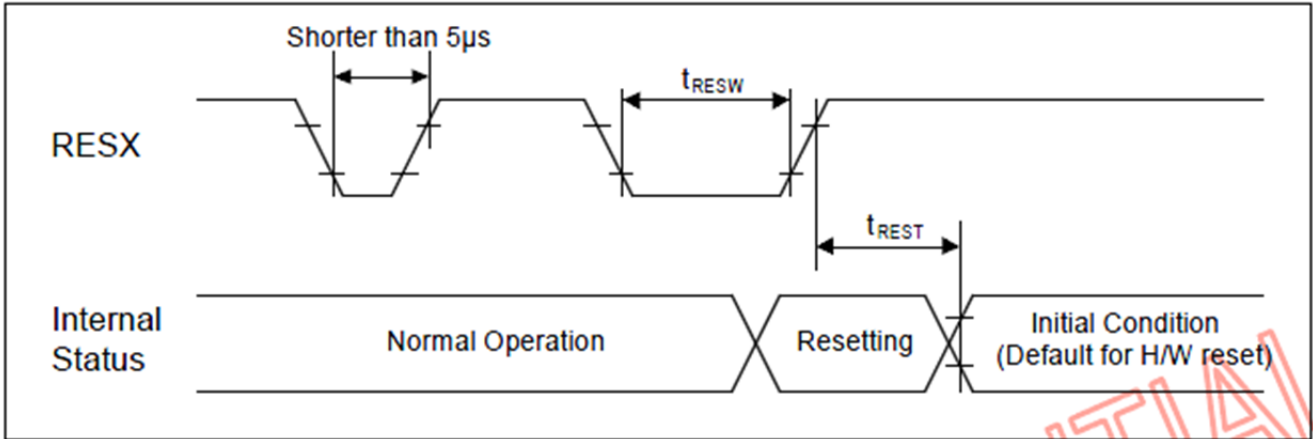 Shorter than 5µs
tRESW
RESX
tREST
Internal
Status
Normal Operation
Resetting
Initial Condition
(Default for H/W reset)